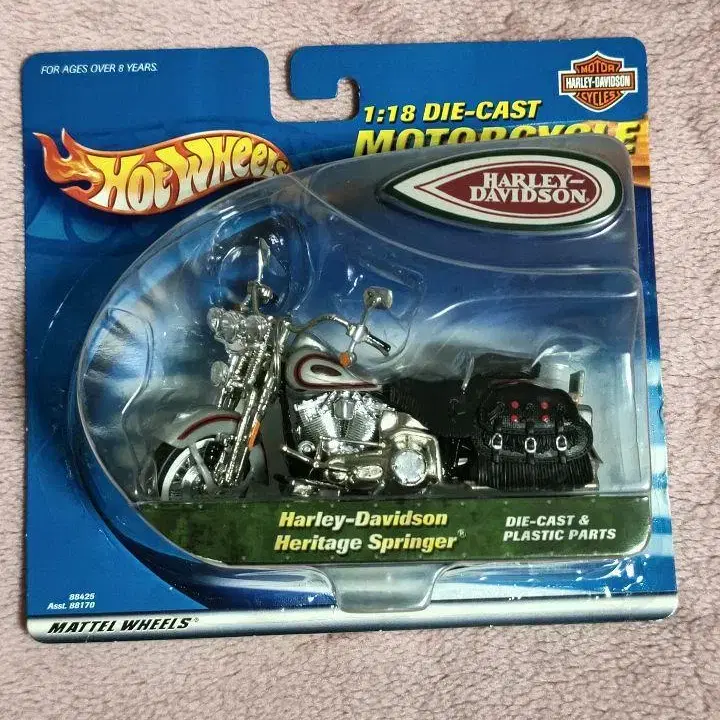 FOR AGES OVER 8 YEARS.
HOT WHEELS
1:18 DIE-CAST
MOTORCYCLE
MOTOR
HARLEY-DAVIDSON
CYCLES
HARLEY-
DAVIDSON
Harley-Davidson
Heritage Springer®
DIE-CAST &
PLASTIC PARTS
88425
Asst. 88170
MATTEL WHEELS®